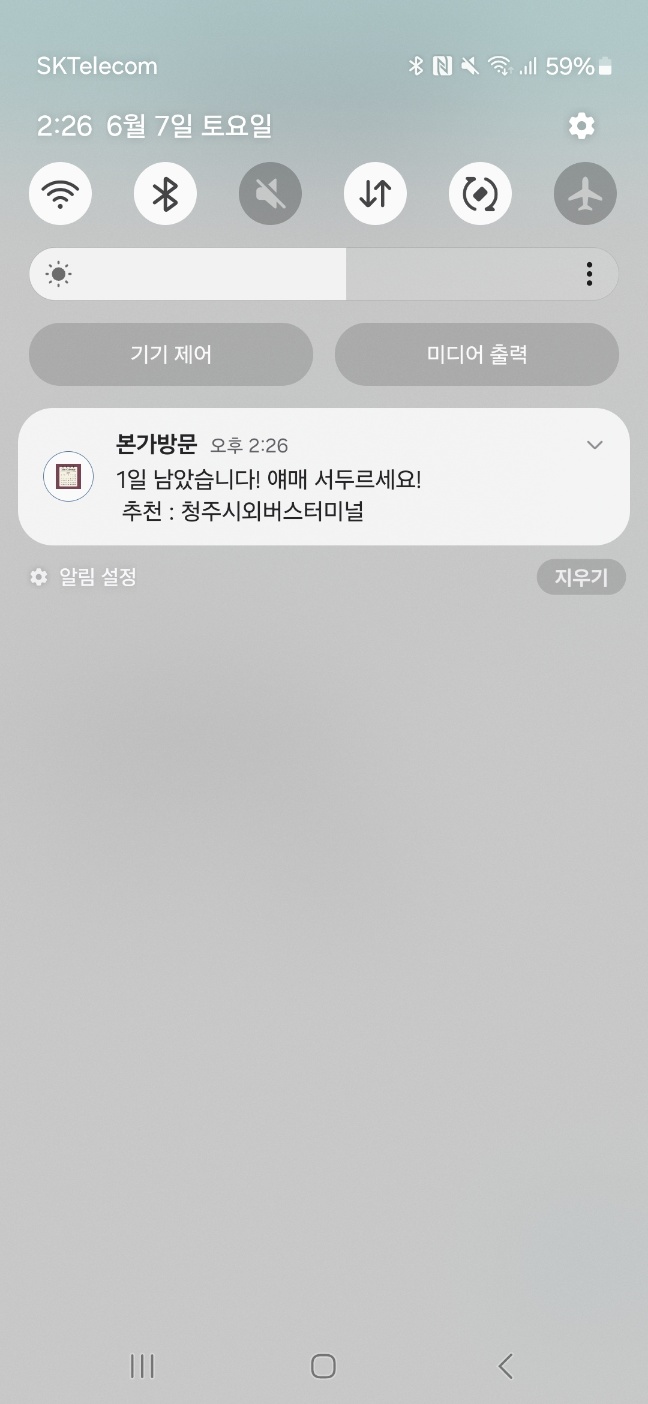 SKTelecom 59%
2:26 6월 7일 토요일
기기 제어 미디어 출력
본가방문 오후 2:26
1일 남았습니다! 얘매 서두르세요!
추천 : 청주시외버스터미널
알림 설정 지우기